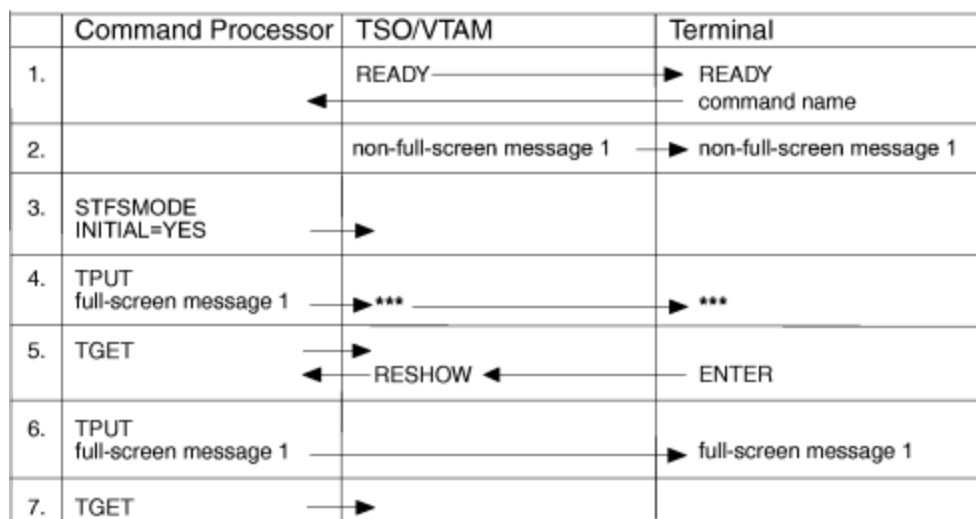 Command Processor TSO/VTAM Terminal
1. READY READY
command name
2. non-full-screen message 1 non-full-screen message 1
3. STFSMODE
INITIAL=YES
4. TPUT
full-screen message 1 *** ***
5. TGET
RESHOW ENTER
6. TPUT
full-screen message 1 full-screen message 1
7. TGET